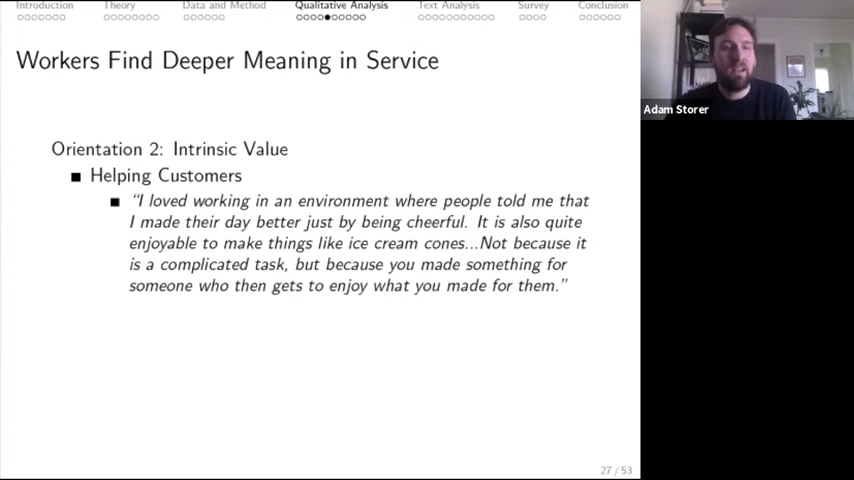 Introduction Theory Data and Method Qualitative Analysis Text Analysis Survey Conclusion
Workers Find Deeper Meaning in Service
Adam Storer
Orientation 2: Intrinsic Value
Helping Customers
“I loved working in an environment where people told me that
I made their day better just by being cheerful. It is also quite
enjoyable to make things like ice cream cones...Not because it
is a complicated task, but because you made something for
someone who then gets to enjoy what you made for them.”
27 / 53